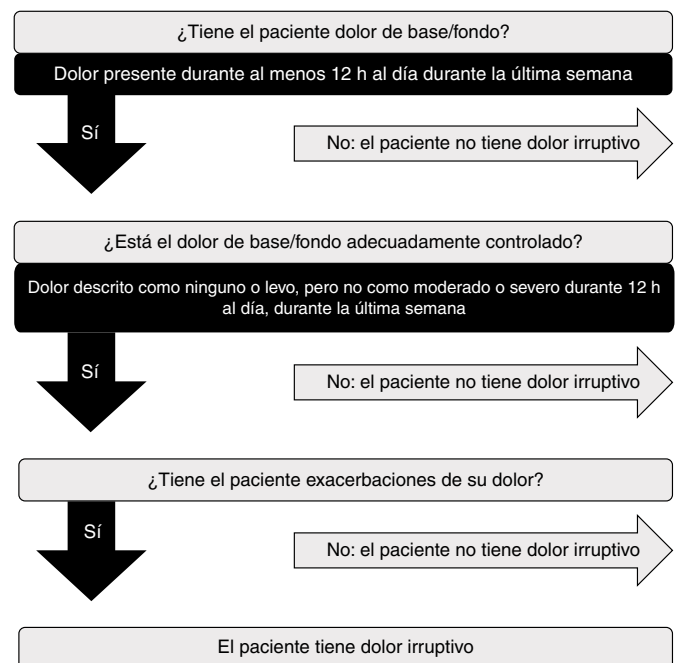 ¿Tiene el paciente dolor de base/fondo?
Dolor presente durante al menos 12 h al día durante la última semana
Sí
No: el paciente no tiene dolor irruptivo
¿Está el dolor de base/fondo adecuadamente controlado?
Dolor descrito como ninguno o levo, pero no como moderado o severo durante 12 h
al día, durante la última semana
Sí
No: el paciente no tiene dolor irruptivo
¿Tiene el paciente exacerbaciones de su dolor?
Sí
No: el paciente no tiene dolor irruptivo
El paciente tiene dolor irruptivo